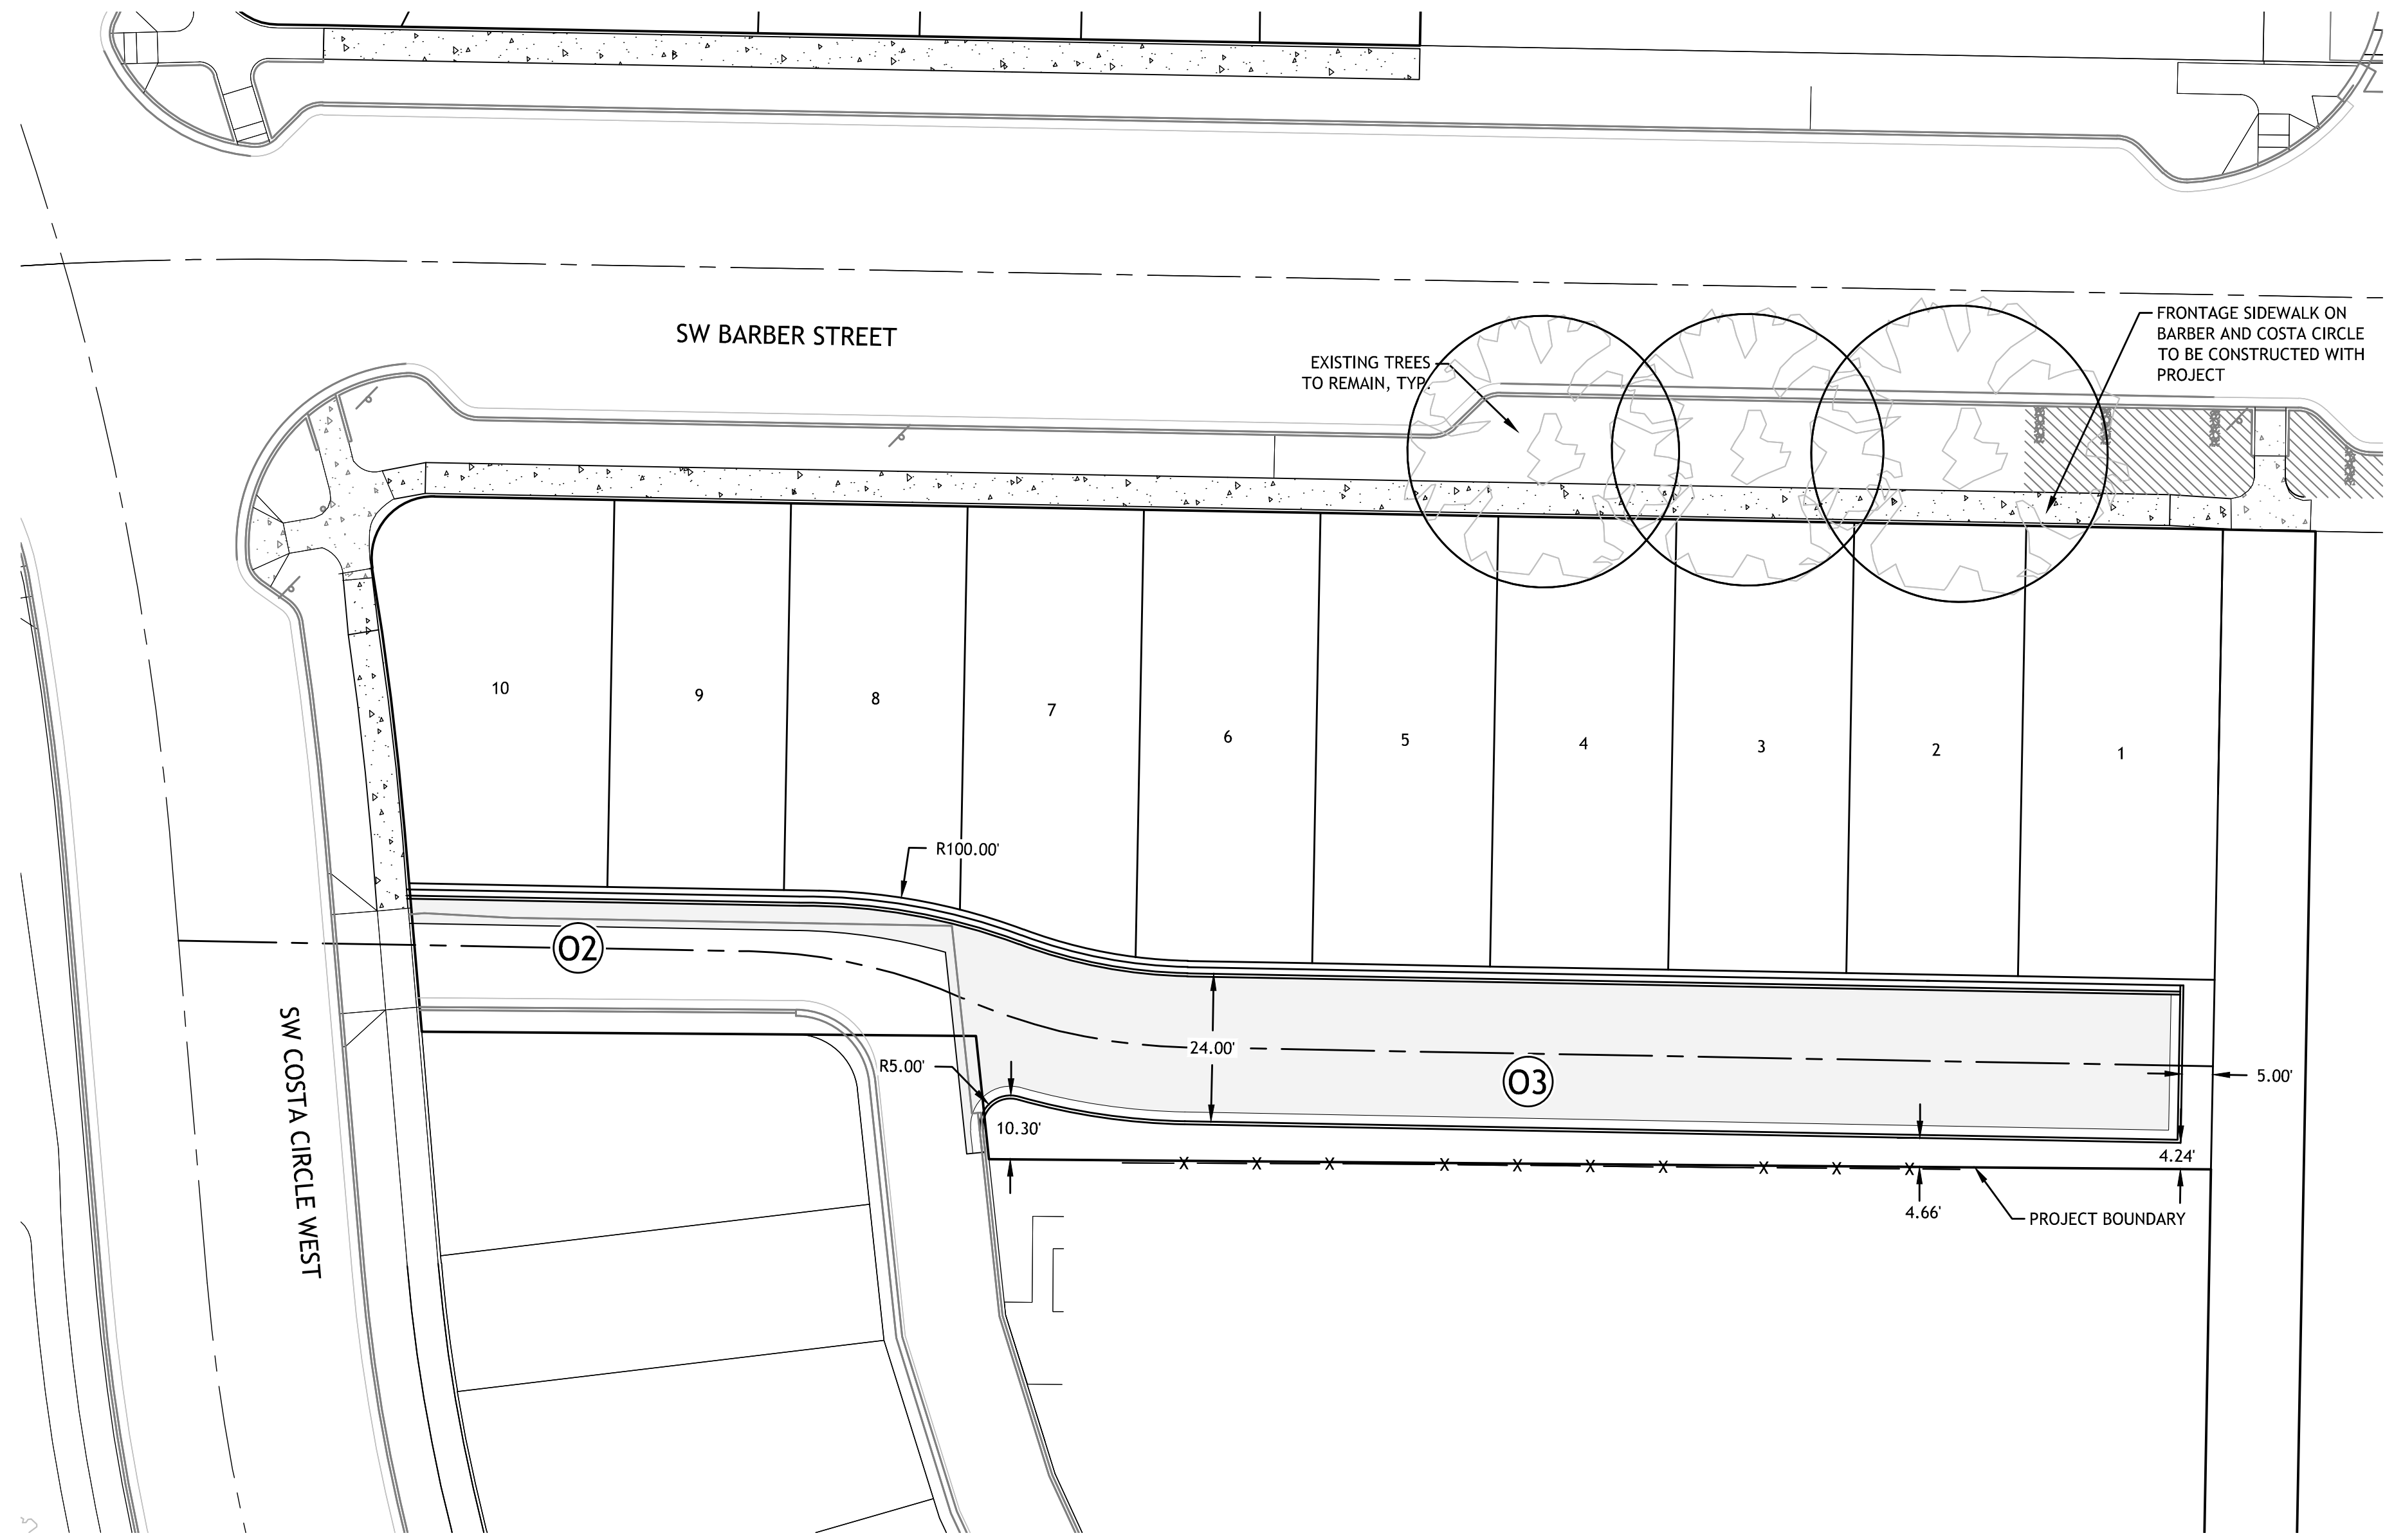 SW BARBER STREET
EXISTING TREES
TO REMAIN, TYP.
FRONTAGE SIDEWALK ON
BARBER AND COSTA CIRCLE
TO BE CONSTRUCTED WITH
PROJECT
10
9
8
7
6
5
4
3
2
1
R100.00'
O2
SW COSTA CIRCLE WEST
R5.00'
24.00'
O3
5.00'
10.30'
4.24'
X X X X X X X X X X
4.66'
PROJECT BOUNDARY